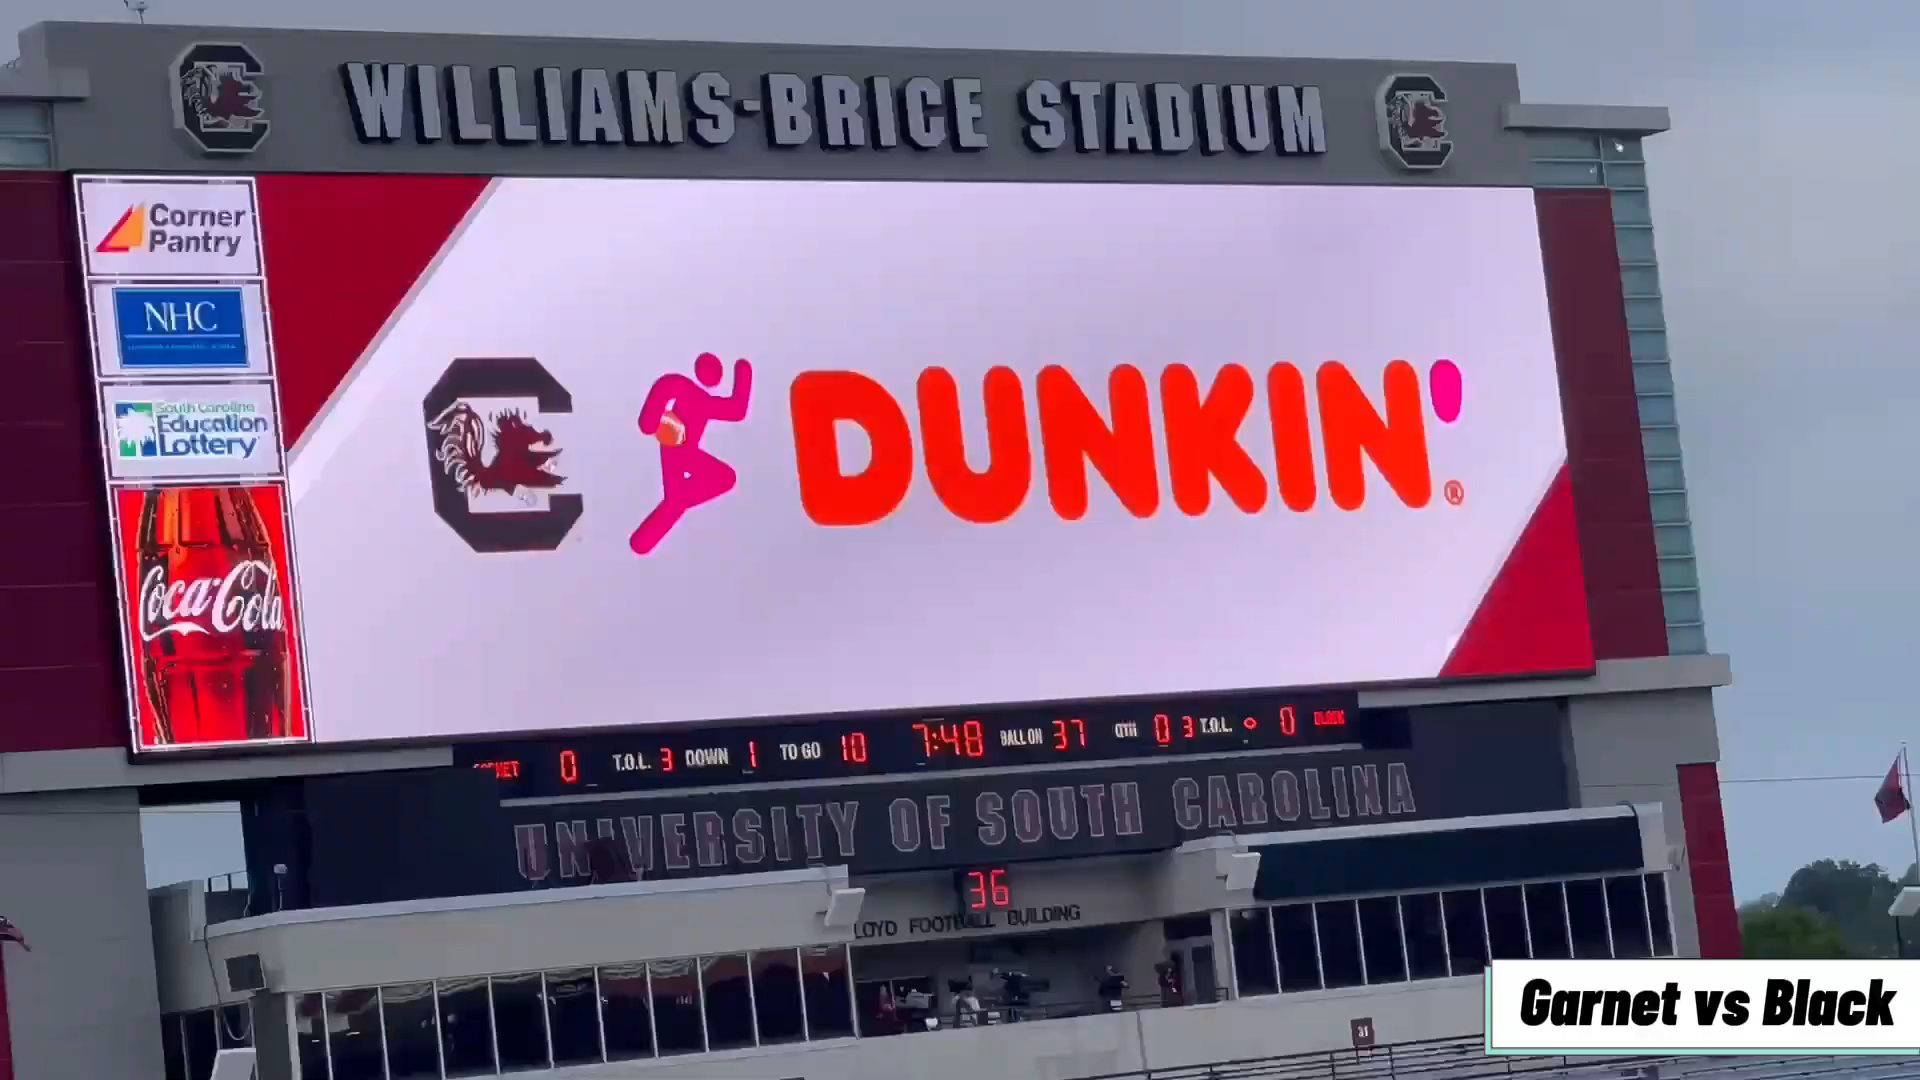 WILLIAMS-BRICE STADIUM
Corner
Pantry
NHC
South Carolina
Education
Lottery
Coca-Cola
DUNKIN'
®
0 T.O.L. 3 DOWN 1 TO GO 10 7:48 BALL ON 37 QTR 0 3 T.O.L. 0 BLACK
UNIVERSITY OF SOUTH CAROLINA
36
FOOTBALL BUILDING
31
Garnet vs Black